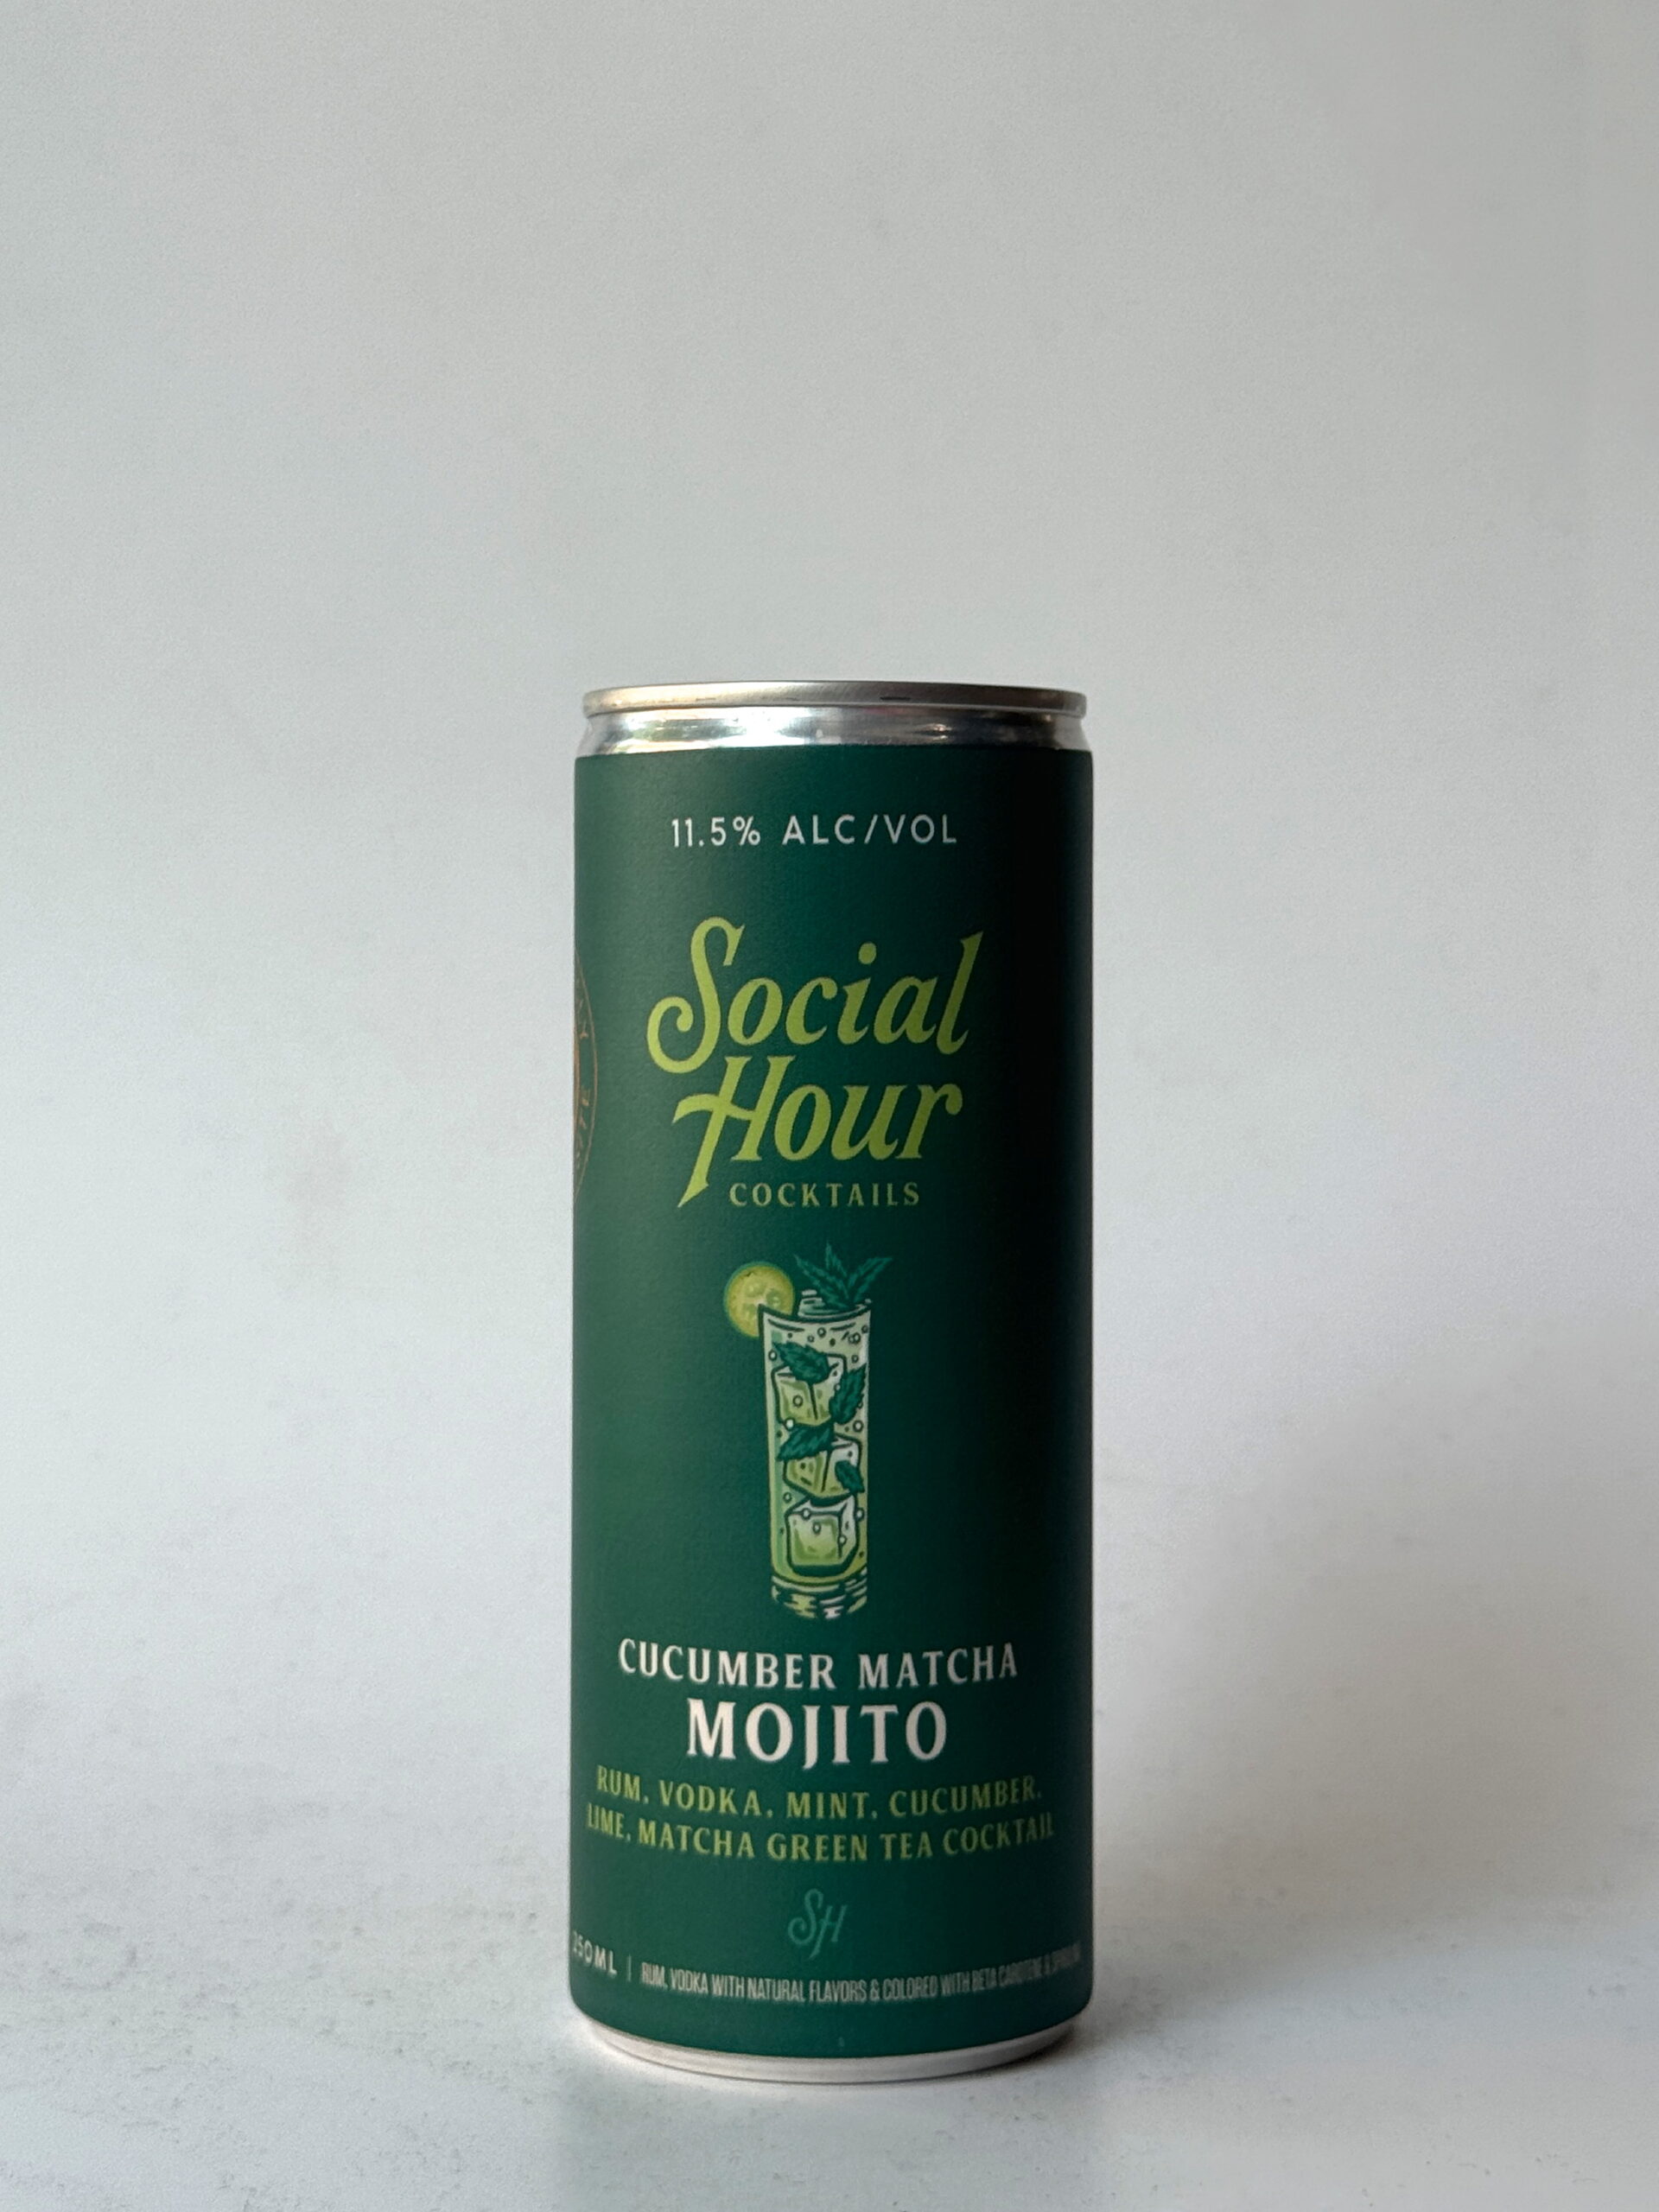 11.5% ALC/VOL
Social
Hour
COCKTAILS
CUCUMBER MATCHA
MOJITO
RUM, VODKA, MINT, CUCUMBER,
LIME, MATCHA GREEN TEA COCKTAIL
SH
250ML | RUM, VODKA WITH NATURAL FLAVORS & COLORED WITH BETA CAROTENE &